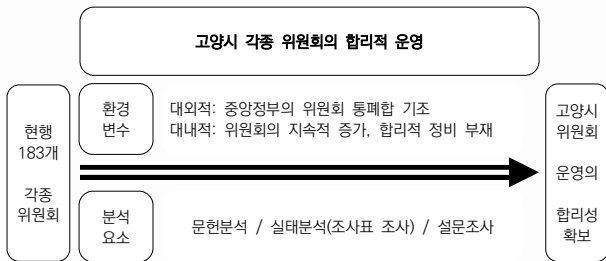 고양시 각종 위원회의 합리적 운영
현행
183개
각종
위원회
환경
변수
대외적: 중앙정부의 위원회 통폐합 기조
대내적: 위원회의 지속적 증가, 합리적 정비 부재
분석
요소
문헌분석 / 실태분석(조사표 조사) / 설문조사
고양시
위원회
운영의
합리성
확보